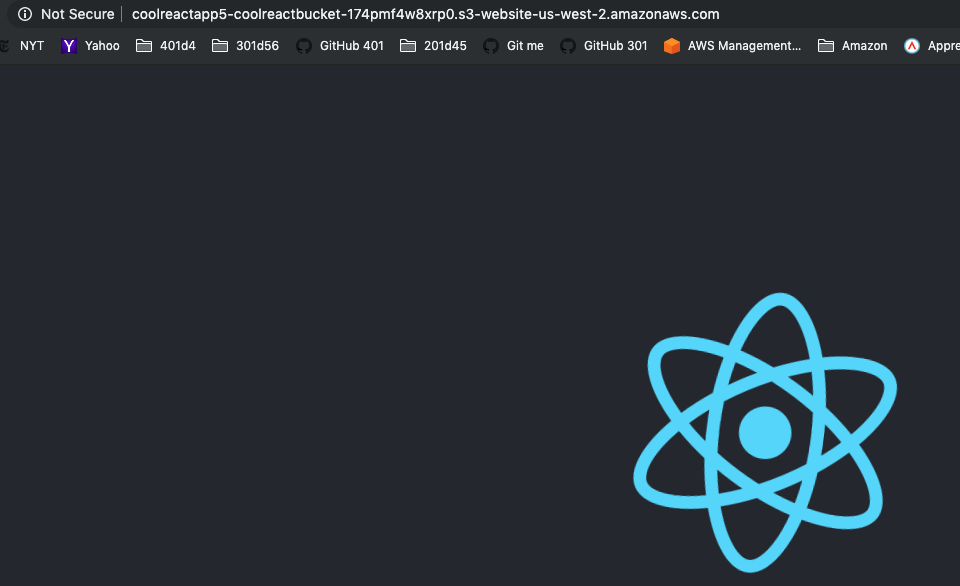 Not Secure coolreactapp5-coolreactbucket-174pmf4w8xrp0.s3-website-us-west-2.amazonaws.com
NYT Yahoo 401d4 301d56 GitHub 401 201d45 Git me GitHub 301 AWS Management... Amazon Appre